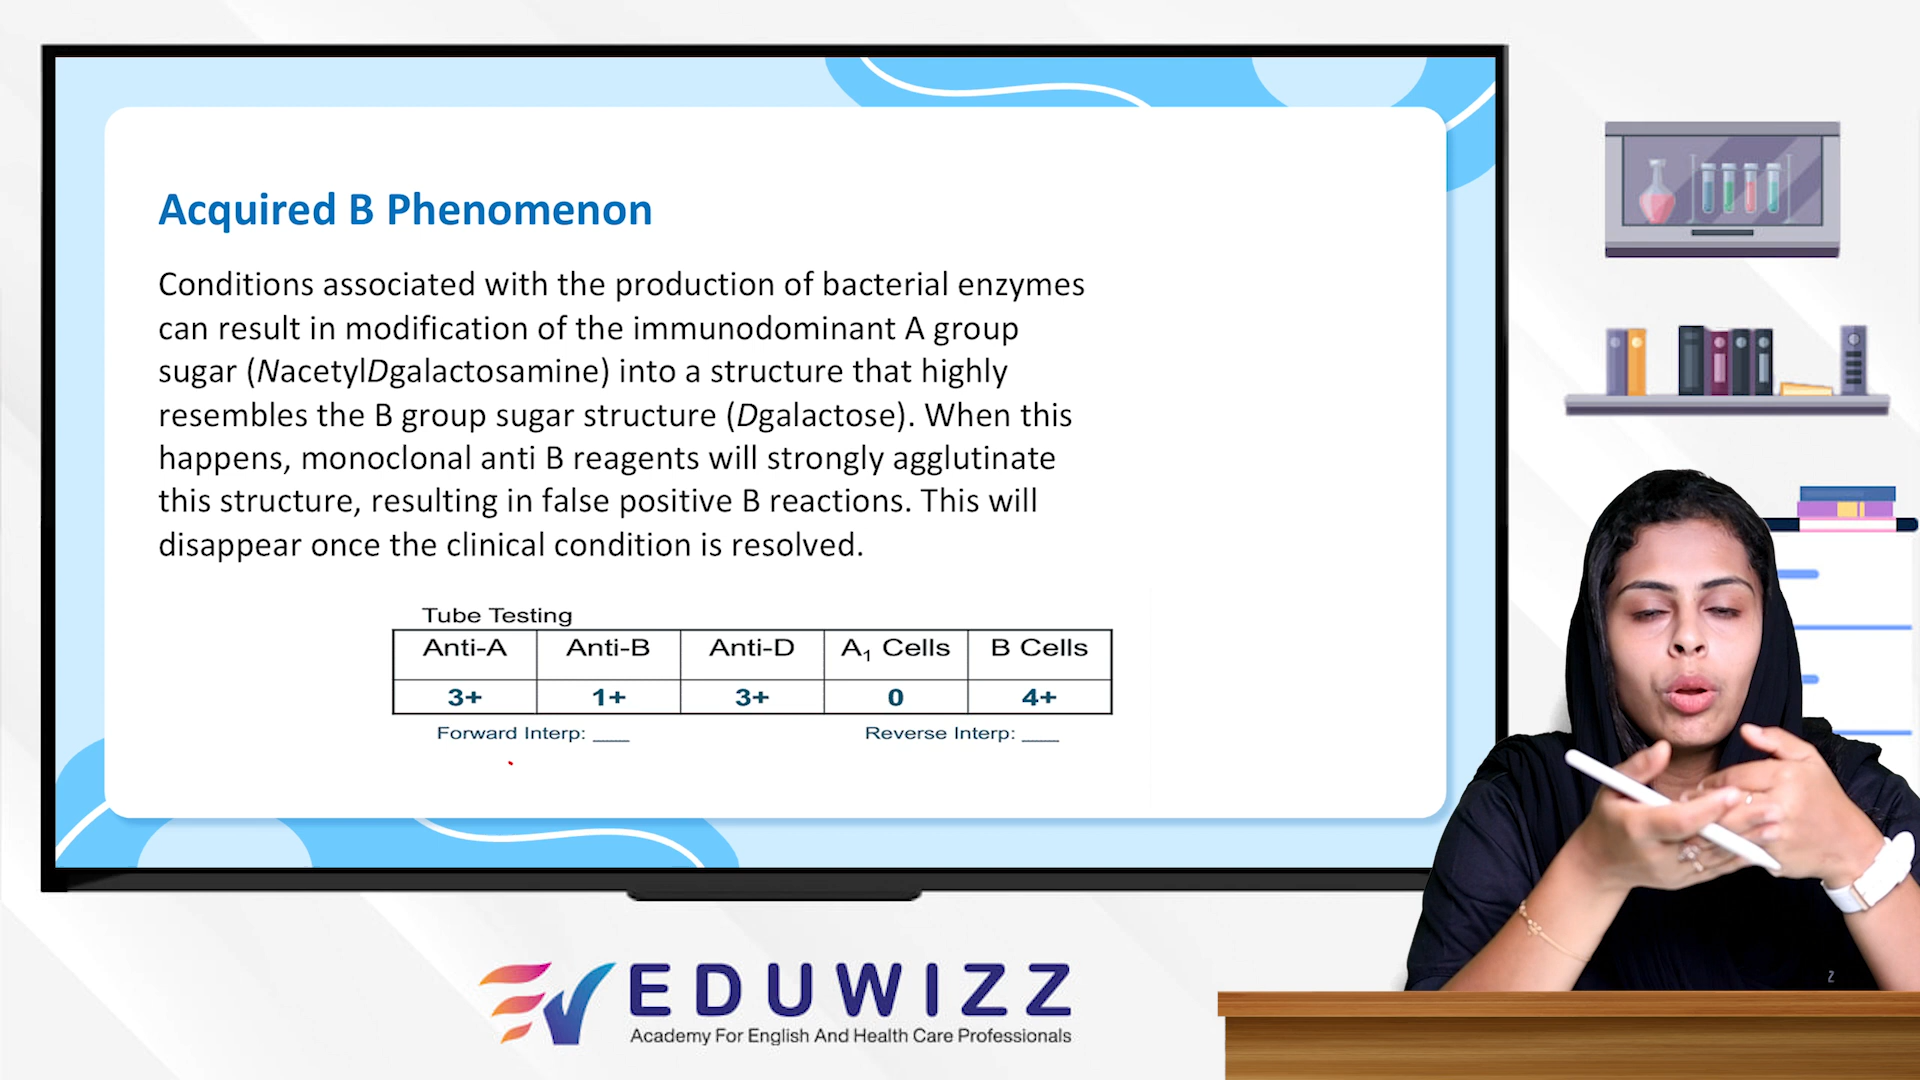 Acquired B Phenomenon
Conditions associated with the production of bacterial enzymes
can result in modification of the immunodominant A group
sugar (NacetylDgalactosamine) into a structure that highly
resembles the B group sugar structure (Dgalactose). When this
happens, monoclonal anti B reagents will strongly agglutinate
this structure, resulting in false positive B reactions. This will
disappear once the clinical condition is resolved.
Tube Testing
Anti-A Anti-B Anti-D A₁ Cells B Cells
3+ 1+ 3+ 0 4+
Forward Interp: ___ Reverse Interp: ___
EDUWIZZ
Academy For English And Health Care Professionals